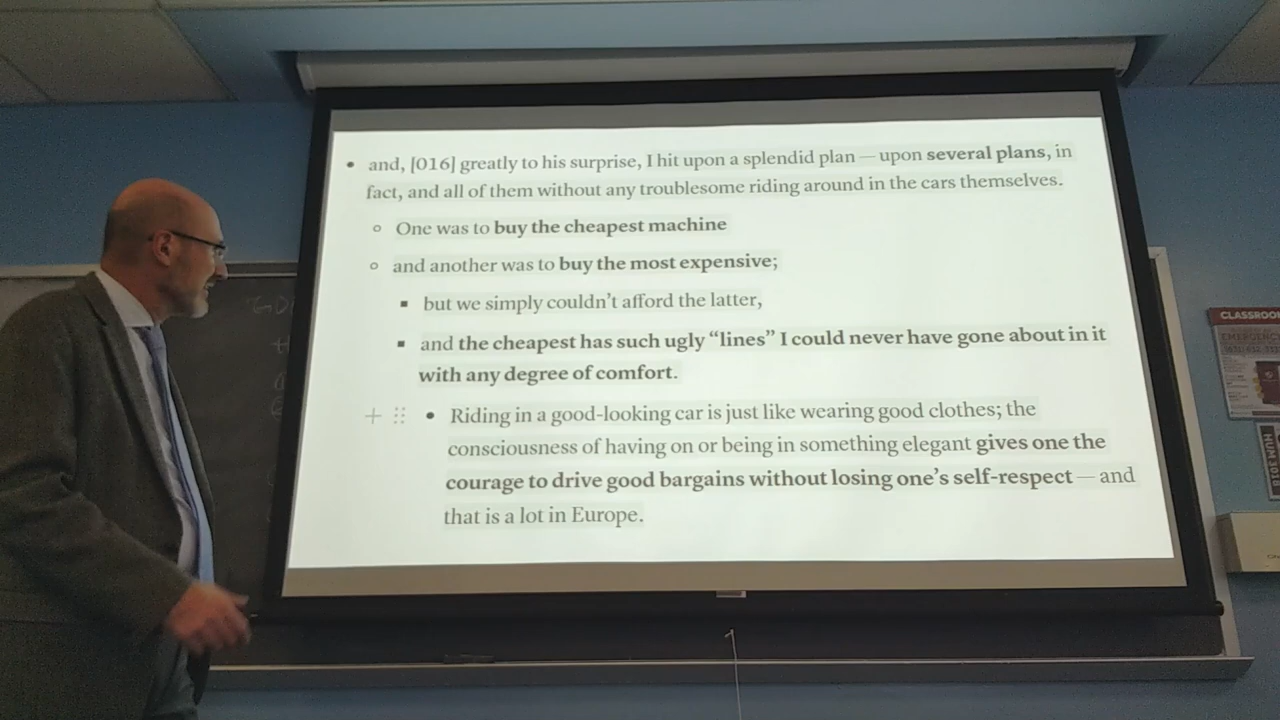 • and, [016] greatly to his surprise, I hit upon a splendid plan — upon several plans, in
fact, and all of them without any troublesome riding around in the cars themselves.
○ One was to buy the cheapest machine
○ and another was to buy the most expensive;
▪ but we simply couldn’t afford the latter,
▪ and the cheapest has such ugly “lines” I could never have gone about in it
with any degree of comfort.
• Riding in a good-looking car is just like wearing good clothes; the
consciousness of having on or being in something elegant gives one the
courage to drive good bargains without losing one’s self-respect — and
that is a lot in Europe.
CLASSROO
EMERGENC
HUM 3018